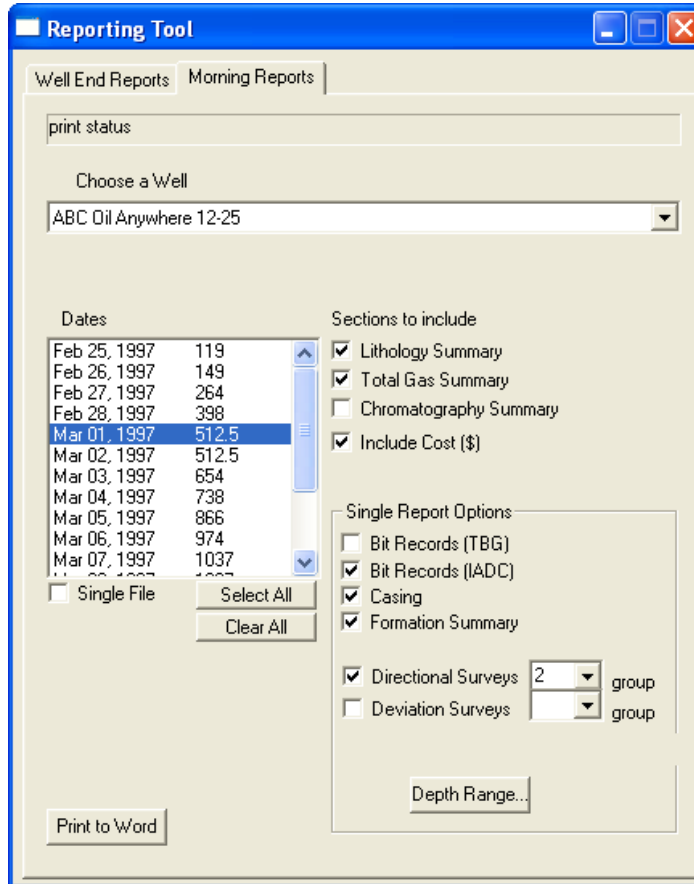 Reporting Tool
Well End Reports Morning Reports
print status
Choose a Well
ABC Oil Anywhere 12-25
Dates
Feb 25, 1997 119
Feb 26, 1997 149
Feb 27, 1997 264
Feb 28, 1997 398
Mar 01, 1997 512.5
Mar 02, 1997 512.5
Mar 03, 1997 654
Mar 04, 1997 738
Mar 05, 1997 866
Mar 06, 1997 974
Mar 07, 1997 1037
Single File
Select All
Clear All
Print to Word
Sections to include
Lithology Summary
Total Gas Summary
Chromatography Summary
Include Cost ($)
Single Report Options
Bit Records (TBG)
Bit Records (IADC)
Casing
Formation Summary
Directional Surveys 2 group
Deviation Surveys group
Depth Range...